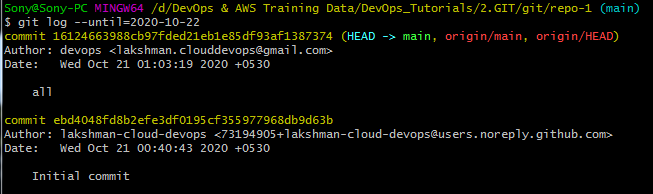 Sony@Sony-PC MINGW64 /d/DevOps & AWS Training Data/DevOps_Tutorials/2.GIT/git/repo-1 (main)
$ git log --until=2020-10-22
commit 16124663988cb97fded21eb1e85df93af1387374 (HEAD -> main, origin/main, origin/HEAD)
Author: devops <lakshman.clouddevops@gmail.com>
Date:   Wed Oct 21 01:03:19 2020 +0530
    all
commit ebd4048fd8b2efe3df0195cf355977968db9d63b
Author: lakshman-cloud-devops <73194905+lakshman-cloud-devops@users.noreply.github.com>
Date:   Wed Oct 21 00:40:43 2020 +0530
    Initial commit